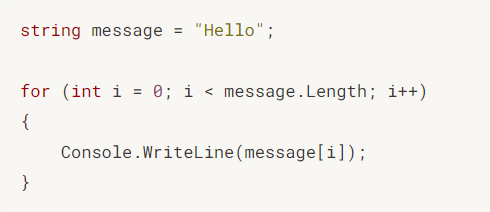 string message = "Hello";
for (int i = 0; i < message.Length; i++)
{
    Console.WriteLine(message[i]);
}